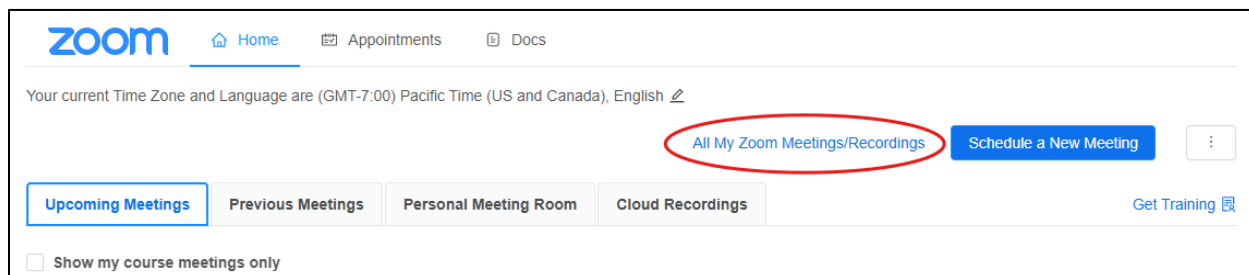 zoom Home Appointments Docs
Your current Time Zone and Language are (GMT-7:00) Pacific Time (US and Canada), English
All My Zoom Meetings/Recordings Schedule a New Meeting
Upcoming Meetings Previous Meetings Personal Meeting Room Cloud Recordings Get Training
Show my course meetings only